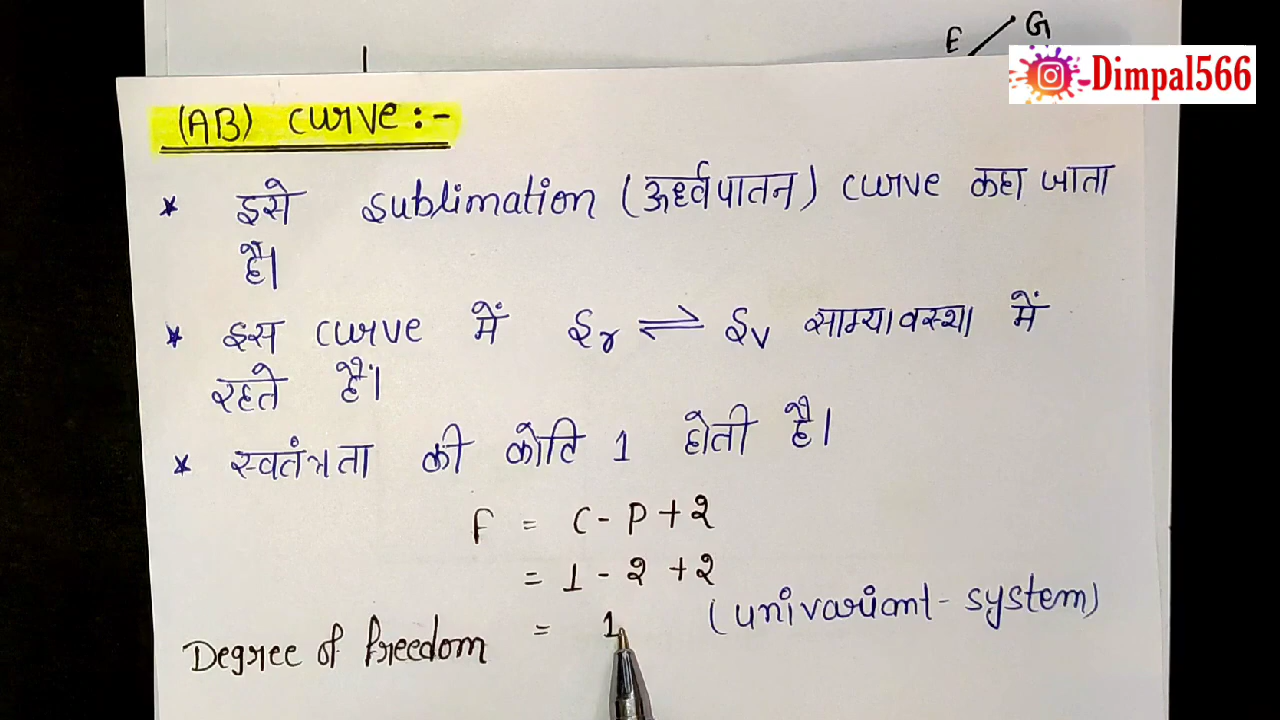 E G
Dimpal566
(AB) curve :-
* इसे sublimation (ऊर्ध्वपातन) curve कहा जाता
है।
* इस curve में Sr ⇌ Sv साम्यावस्था में
रहते हैं।
* स्वतंत्रता की कोटि 1 होती है।
F = C - P + 2
= 1 - 2 + 2
Degree of freedom = 1 (univariant - system)